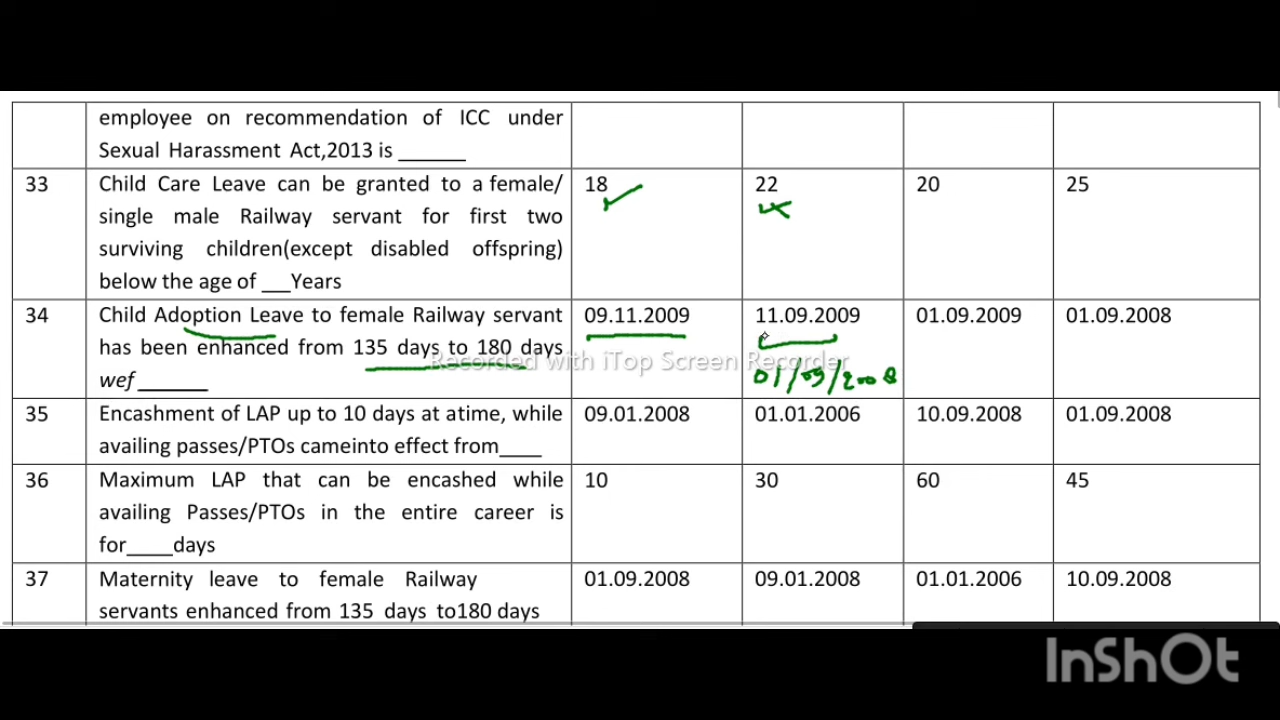 employee on recommendation of ICC under
Sexual Harassment Act,2013 is ______
33 Child Care Leave can be granted to a female/ 18 22 20 25
single male Railway servant for first two
surviving children(except disabled offspring)
below the age of ___Years
34 Child Adoption Leave to female Railway servant 09.11.2009 11.09.2009 01.09.2009 01.09.2008
has been enhanced from 135 days to 180 days
Recorded with iTop Screen Recorder
wef ______ 01/09/2008
35 Encashment of LAP up to 10 days at atime, while 09.01.2008 01.01.2006 10.09.2008 01.09.2008
availing passes/PTOs cameinto effect from____
36 Maximum LAP that can be encashed while 10 30 60 45
availing Passes/PTOs in the entire career is
for____days
37 Maternity leave to female Railway 01.09.2008 09.01.2008 01.01.2006 10.09.2008
servants enhanced from 135 days to180 days
InShOt